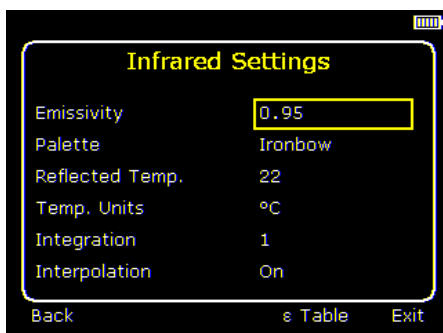 Infrared Settings
Emissivity 0.95
Palette Ironbow
Reflected Temp. 22
Temp. Units ºC
Integration 1
Interpolation On
Back ε Table Exit